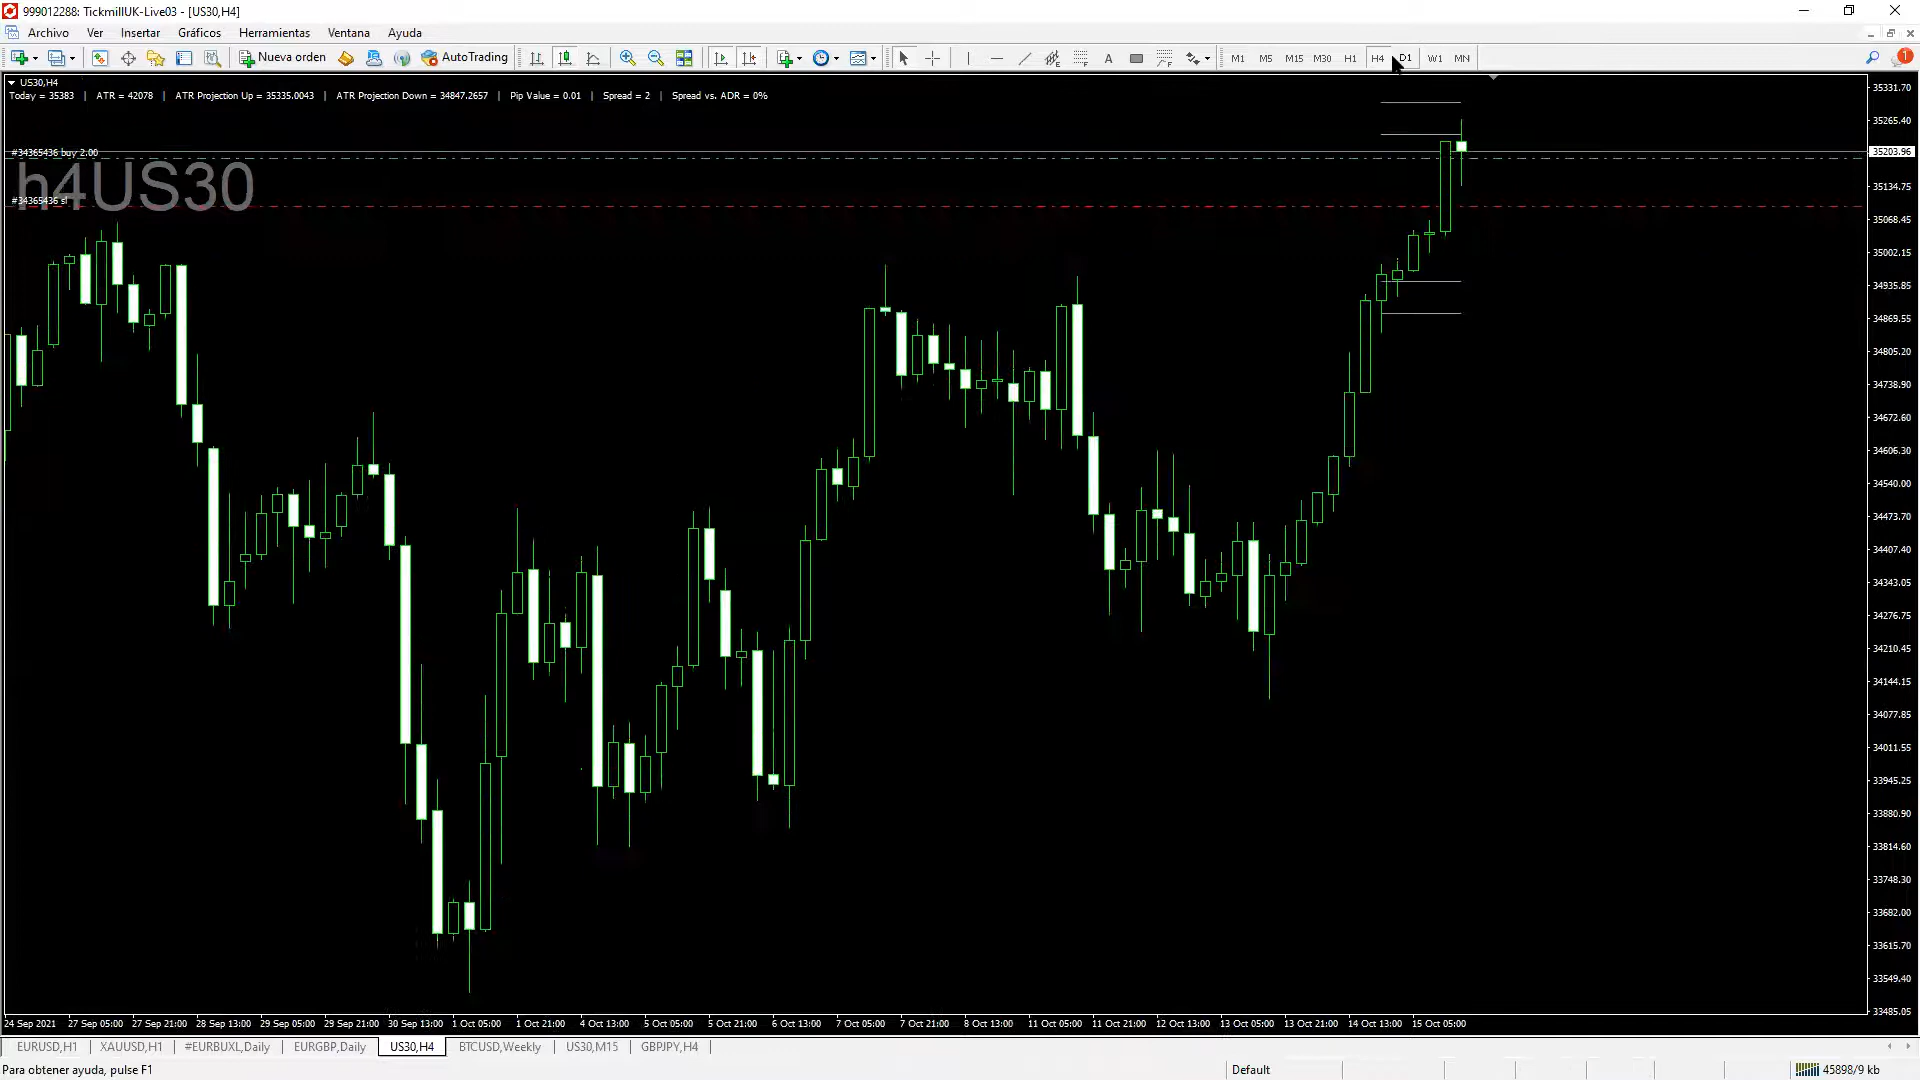 999012288: TickmillUK-Live03 - [US30,H4]
Archivo Ver Insertar Gráficos Herramientas Ventana Ayuda
Nueva orden AutoTrading A M1 M5 M15 M30 H1 H4 D1 W1 MN 1
US30,H4
Today = 35383 | ATR = 42078 | ATR Projection Up = 35335.0043 | ATR Projection Down = 34847.2657 | Pip Value = 0.01 | Spread = 2 | Spread vs. ADR = 0%
#34365436 buy 2.00
h4US30
#34365436 sl
35331.70
35265.40
35203.96
35134.75
35068.45
35002.15
34935.85
34869.55
34805.20
34738.90
34672.60
34606.30
34540.00
34473.70
34407.40
34343.05
34276.75
34210.45
34144.15
34077.85
34011.55
33945.25
33880.90
33814.60
33748.30
33682.00
33615.70
33549.40
33485.05
24 Sep 2021 27 Sep 05:00 27 Sep 21:00 28 Sep 13:00 29 Sep 05:00 29 Sep 21:00 30 Sep 13:00 1 Oct 05:00 1 Oct 21:00 4 Oct 13:00 5 Oct 05:00 5 Oct 21:00 6 Oct 13:00 7 Oct 05:00 7 Oct 21:00 8 Oct 13:00 11 Oct 05:00 11 Oct 21:00 12 Oct 13:00 13 Oct 05:00 13 Oct 21:00 14 Oct 13:00 15 Oct 05:00
EURUSD,H1 XAUUSD,H1 #EURBUXL,Daily EURGBP,Daily US30,H4 BTCUSD,Weekly US30,M15 GBPJPY,H4
Para obtener ayuda, pulse F1 Default 45898/9 kb